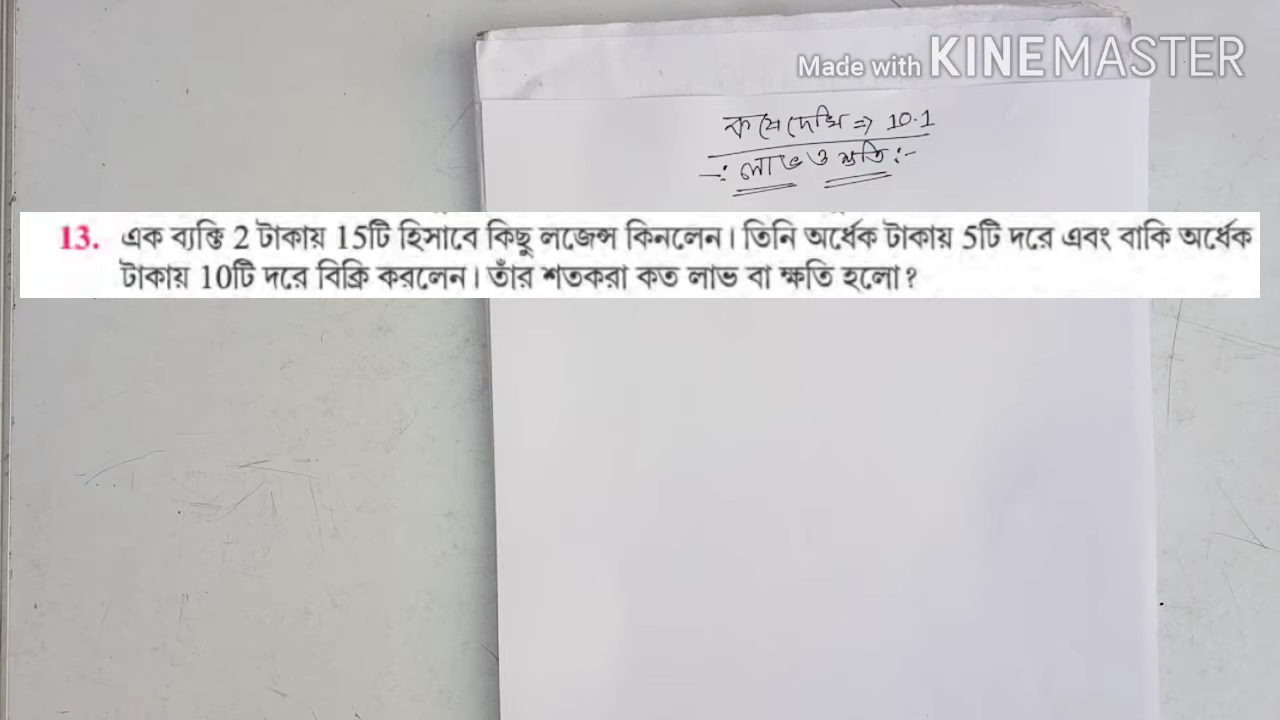 Made with KINEMASTER
কষে দেখি => 10.1
-: লাভ ও ক্ষতি :-
13. এক ব্যক্তি 2 টাকায় 15টি হিসাবে কিছু লজেন্স কিনলেন। তিনি অর্ধেক টাকায় 5টি দরে এবং বাকি অর্ধেক
টাকায় 10টি দরে বিক্রি করলেন। তাঁর শতকরা কত লাভ বা ক্ষতি হলো?